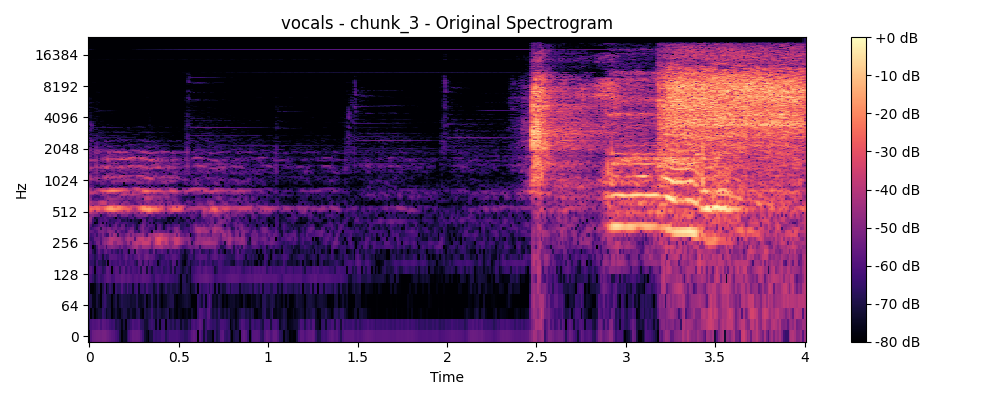 vocals - chunk_3 - Original Spectrogram
Hz
16384
8192
4096
2048
1024
512
256
128
64
0
0 0.5 1 1.5 2 2.5 3 3.5 4
Time
+0 dB
-10 dB
-20 dB
-30 dB
-40 dB
-50 dB
-60 dB
-70 dB
-80 dB